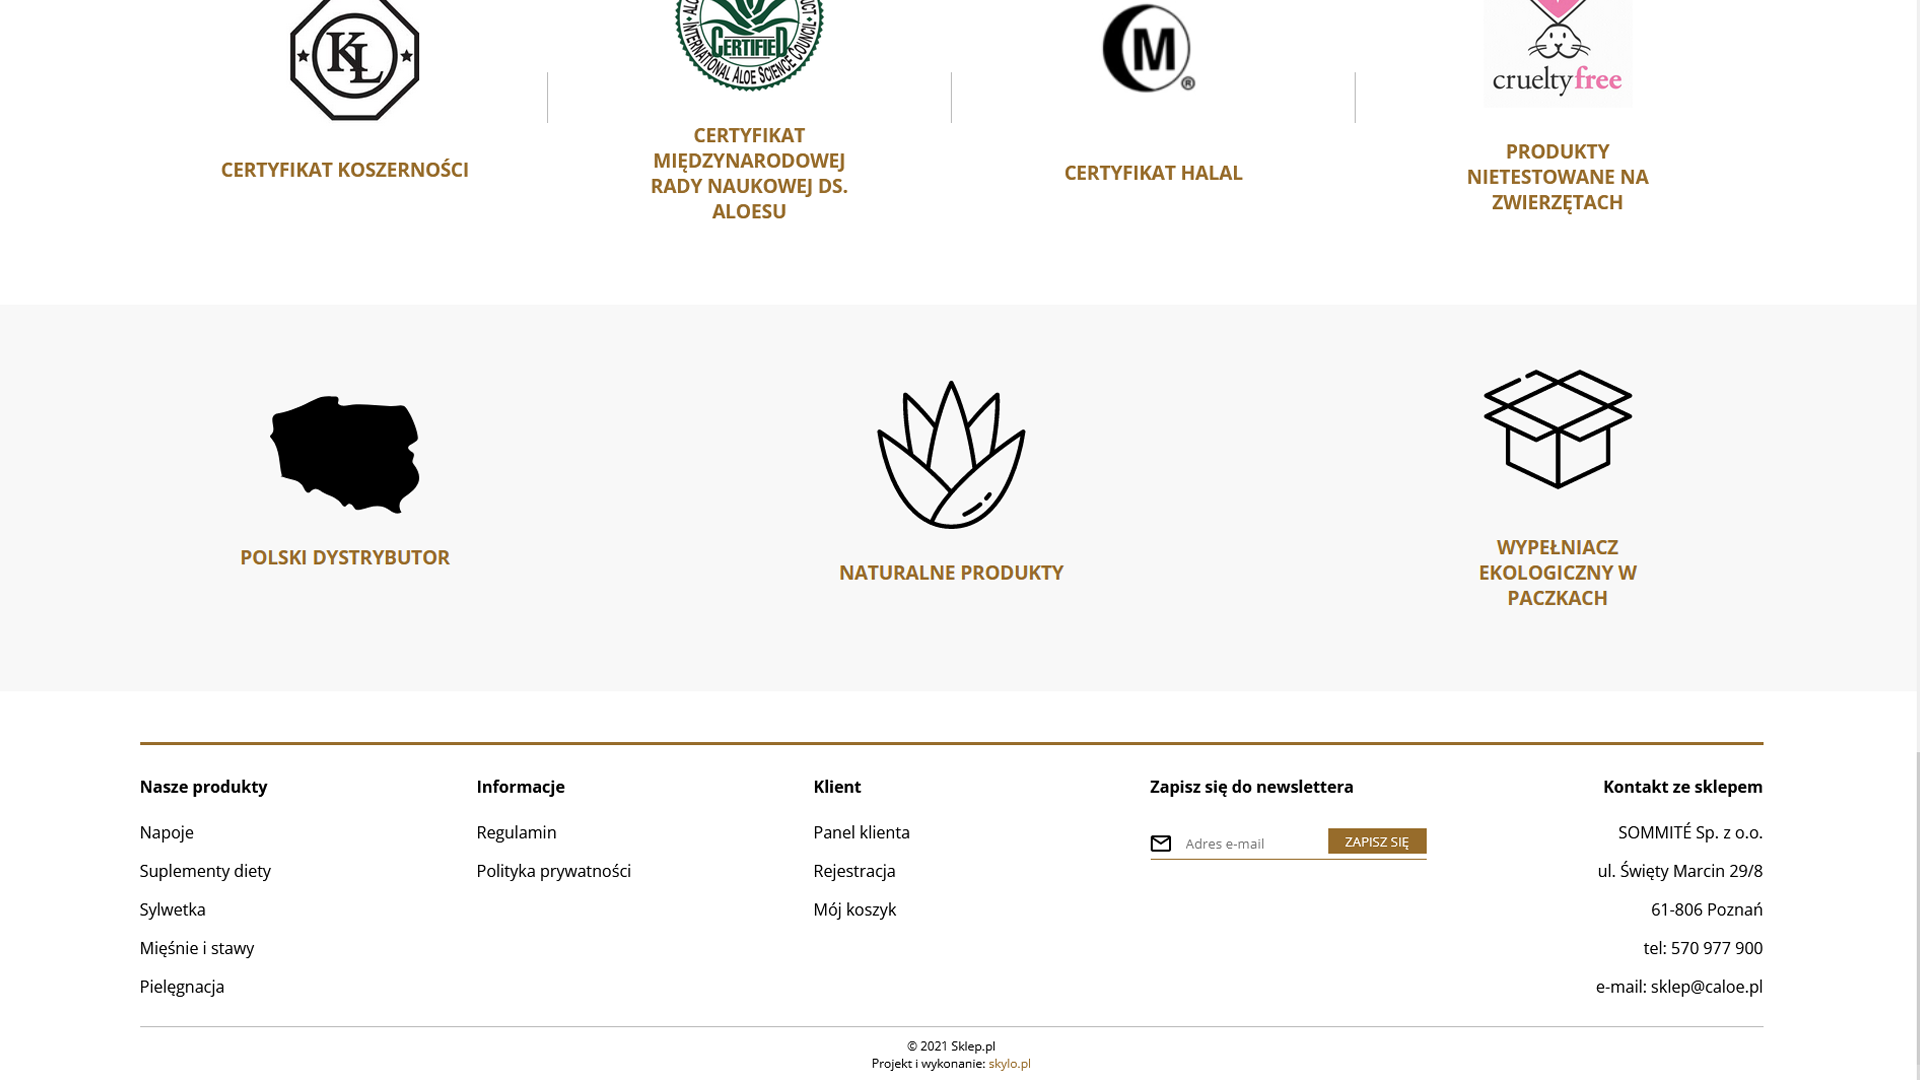 KL
CERTIFIED
INTERNATIONAL ALOE SCIENCE COUNCIL
M
®
crueltyfree
CERTYFIKAT KOSZERNOŚCI
CERTYFIKAT
MIĘDZYNARODOWEJ
RADY NAUKOWEJ DS.
ALOESU
CERTYFIKAT HALAL
PRODUKTY
NIETESTOWANE NA
ZWIERZĘTACH
POLSKI DYSTRYBUTOR
NATURALNE PRODUKTY
WYPEŁNIACZ
EKOLOGICZNY W
PACZKACH
Nasze produkty
Napoje
Suplementy diety
Sylwetka
Mięśnie i stawy
Pielęgnacja
Informacje
Regulamin
Polityka prywatności
Klient
Panel klienta
Rejestracja
Mój koszyk
Zapisz się do newslettera
Adres e-mail
ZAPISZ SIĘ
Kontakt ze sklepem
SOMMITÉ Sp. z o.o.
ul. Święty Marcin 29/8
61-806 Poznań
tel: 570 977 900
e-mail: sklep@caloe.pl
© 2021 Sklep.pl
Projekt i wykonanie: skylo.pl